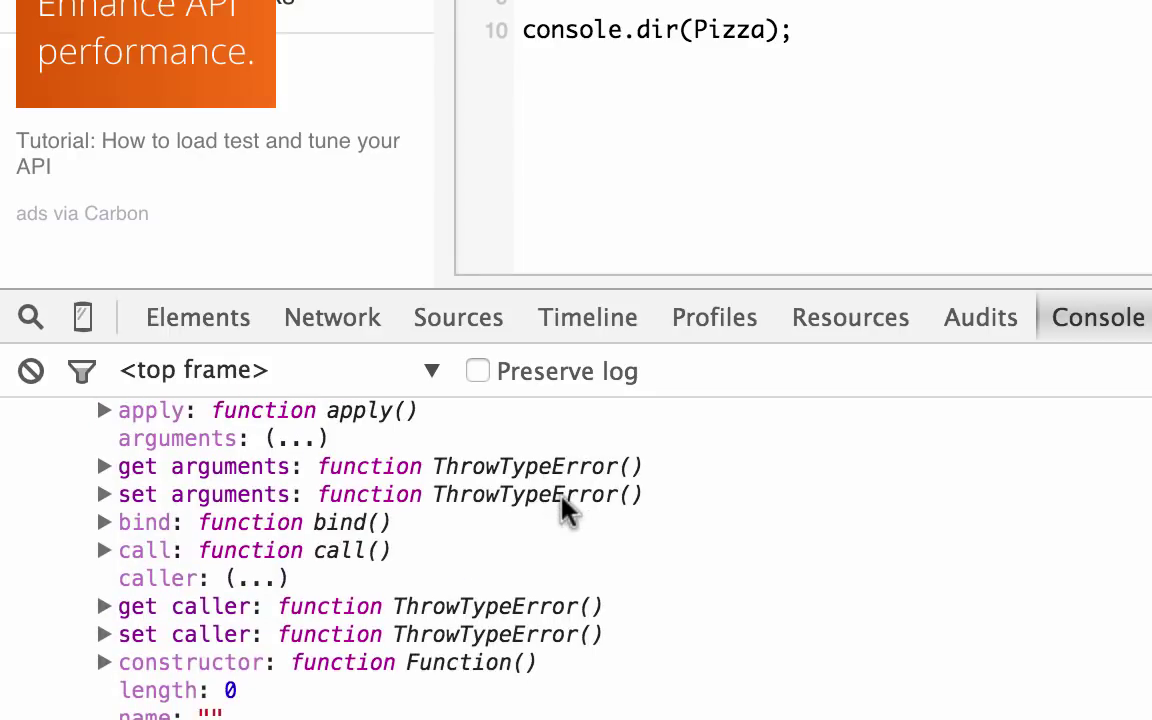 Enhance API
performance.
Tutorial: How to load test and tune your
API
ads via Carbon
10 console.dir(Pizza);
Elements Network Sources Timeline Profiles Resources Audits Console
<top frame> ▼ Preserve log
▶ apply: function apply()
arguments: (...)
▶ get arguments: function ThrowTypeError()
▶ set arguments: function ThrowTypeError()
▶ bind: function bind()
▶ call: function call()
caller: (...)
▶ get caller: function ThrowTypeError()
▶ set caller: function ThrowTypeError()
▶ constructor: function Function()
length: 0
name: ""